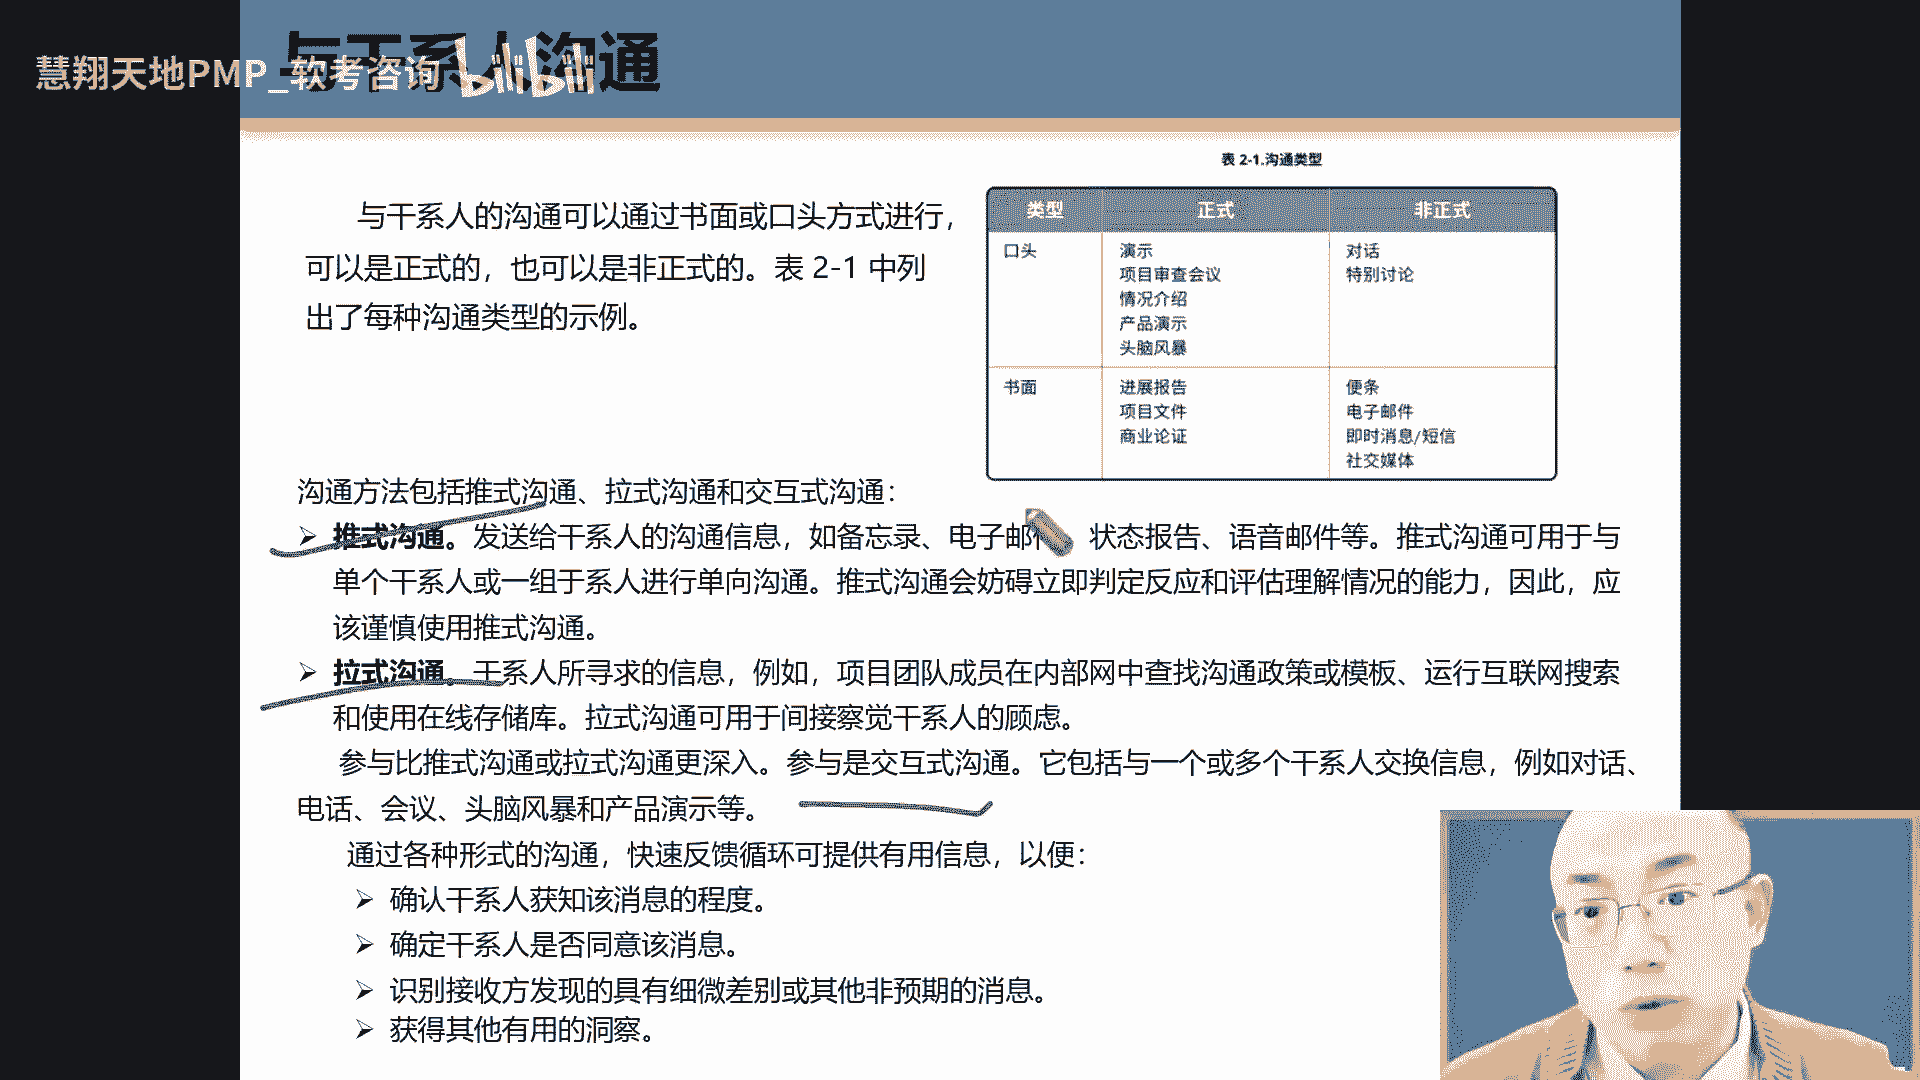 与干系人沟通
慧翔天地PMP_软考咨询
bilibili
与干系人的沟通可以通过书面或口头方式进行，
可以是正式的，也可以是非正式的。表 2-1 中列
出了每种沟通类型的示例。
表 2-1.沟通类型
类型 正式 非正式
口头 演示 对话
项目审查会议 特别讨论
情况介绍
产品演示
头脑风暴
书面 进展报告 便条
项目文件 电子邮件
商业论证 即时消息/短信
社交媒体
沟通方法包括推式沟通、拉式沟通和交互式沟通：
➢ 推式沟通。发送给干系人的沟通信息，如备忘录、电子邮件、状态报告、语音邮件等。推式沟通可用于与
单个干系人或一组于系人进行单向沟通。推式沟通会妨碍立即判定反应和评估理解情况的能力，因此，应
该谨慎使用推式沟通。
➢ 拉式沟通。干系人所寻求的信息，例如，项目团队成员在内部网中查找沟通政策或模板、运行互联网搜索
和使用在线存储库。拉式沟通可用于间接察觉干系人的顾虑。
参与比推式沟通或拉式沟通更深入。参与是交互式沟通。它包括与一个或多个干系人交换信息，例如对话、
电话、会议、头脑风暴和产品演示等。
通过各种形式的沟通，快速反馈循环可提供有用信息，以便：
➢ 确认干系人获知该消息的程度。
➢ 确定干系人是否同意该消息。
➢ 识别接收方发现的具有细微差别或其他非预期的消息。
➢ 获得其他有用的洞察。